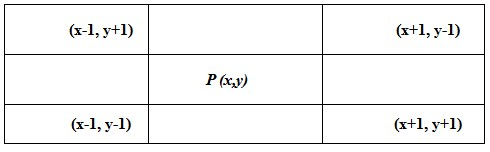 (x-1, y+1) (x+1, y-1)
P (x,y)
(x-1, y-1) (x+1, y+1)